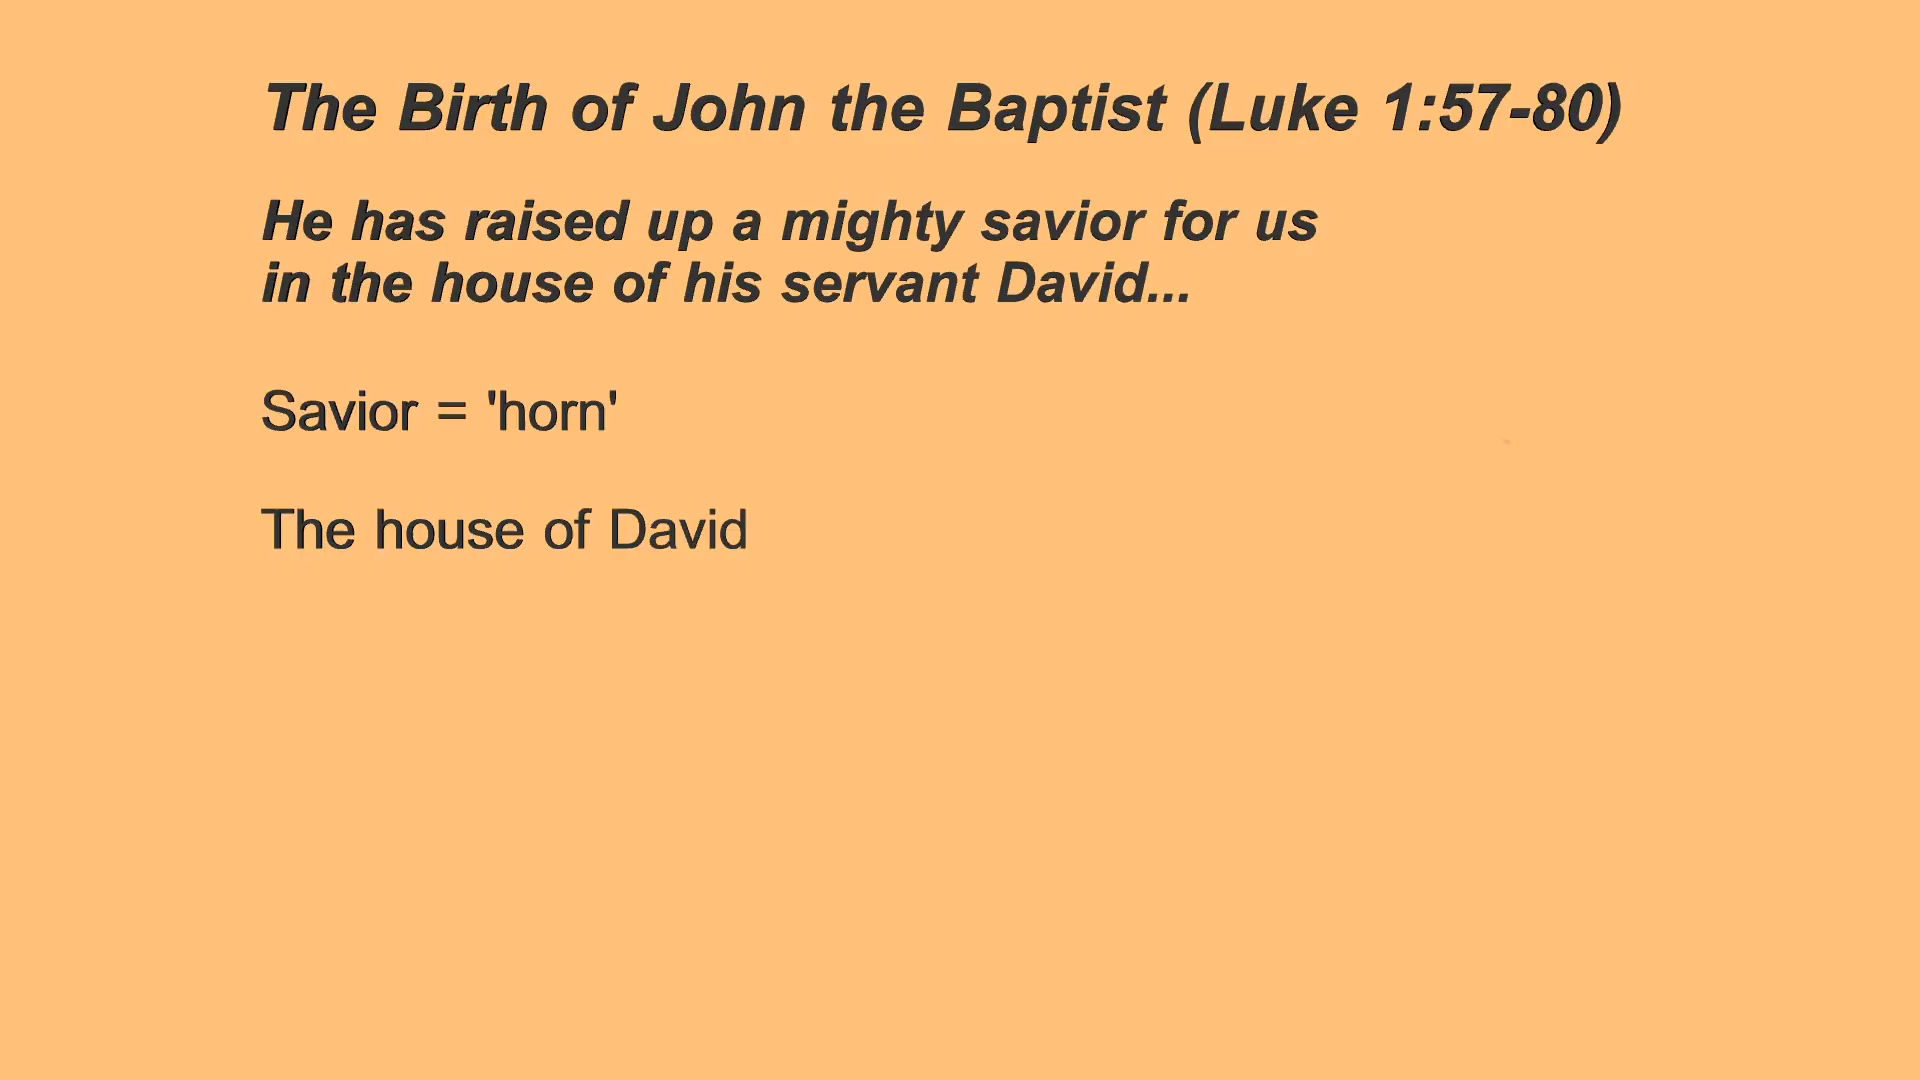 The Birth of John the Baptist (Luke 1:57-80)
He has raised up a mighty savior for us
in the house of his servant David...
Savior = 'horn'
The house of David